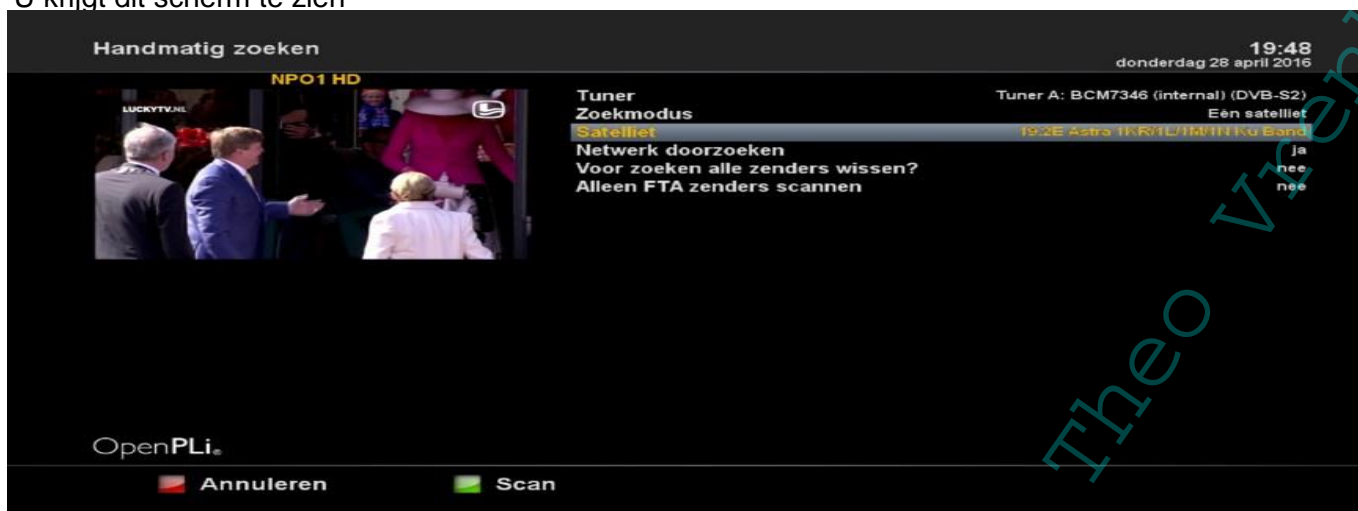 U krijgt dit scherm te zien
Handmatig zoeken
19:48
donderdag 28 april 2016
NPO1 HD
LUCKYTV.NL
Tuner Tuner A: BCM7346 (internal) (DVB-S2)
Zoekmodus Eén satelliet
Satelliet 19.2E Astra 1KR/1L/1M/1N Ku Band
Netwerk doorzoeken ja
Voor zoeken alle zenders wissen? nee
Alleen FTA zenders scannen nee
OpenPLi®
Annuleren Scan
Theo